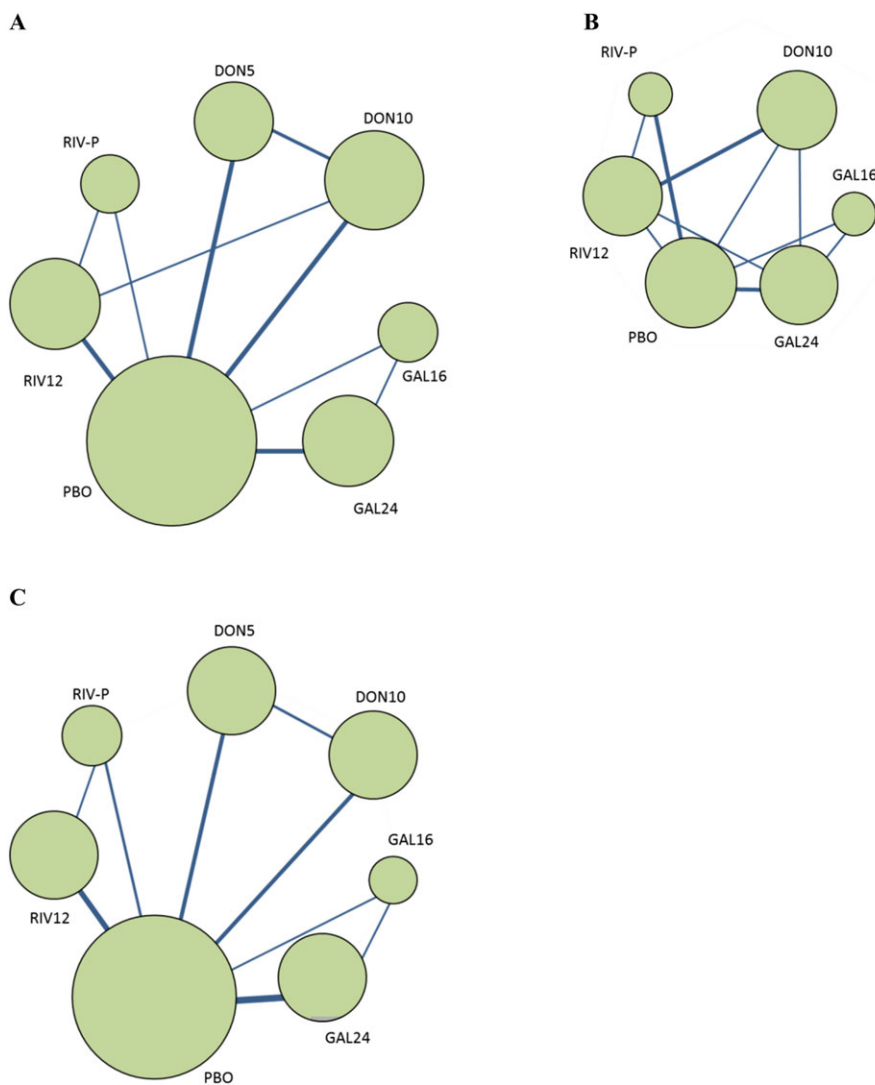 A
DON5
DON10
RIV-P
RIV12
GAL16
PBO
GAL24
B
RIV-P
DON10
GAL16
RIV12
PBO
GAL24
C
DON5
RIV-P
DON10
GAL16
RIV12
GAL24
PBO